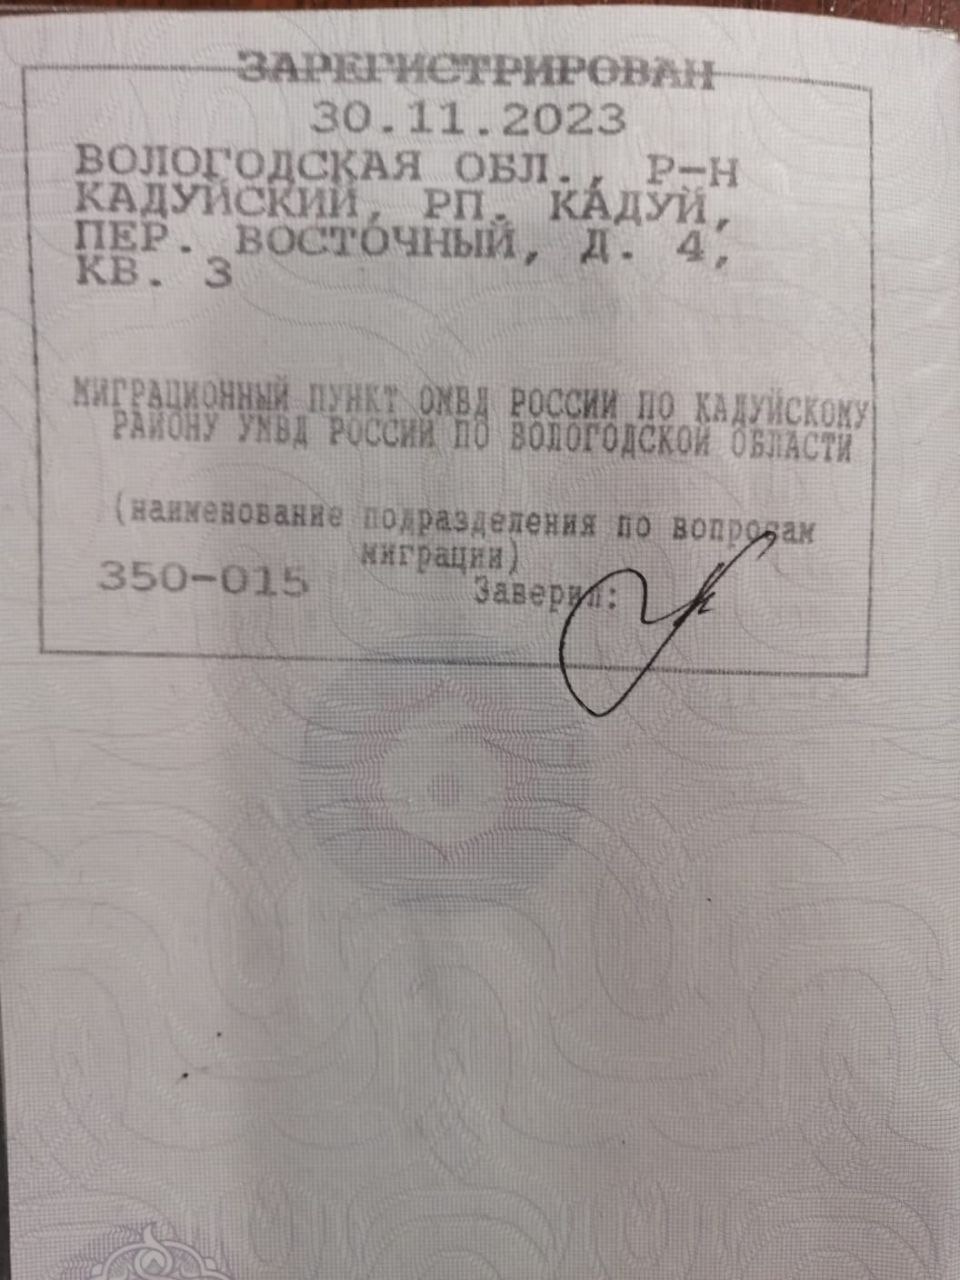 ЗАРЕГИСТРИРОВАН
30.11.2023
ВОЛОГОДСКАЯ ОБЛ., Р-Н
КАДУЙСКИЙ, РП. КАДУЙ,
ПЕР. ВОСТОЧНЫЙ, Д. 4,
КВ. 3
МИГРАЦИОННЫЙ ПУНКТ ОМВД РОССИИ ПО КАДУЙСКОМУ
РАЙОНУ УМВД РОССИИ ПО ВОЛОГОДСКОЙ ОБЛАСТИ
(наименование подразделения по вопросам
миграции)
350-015 Заверил: